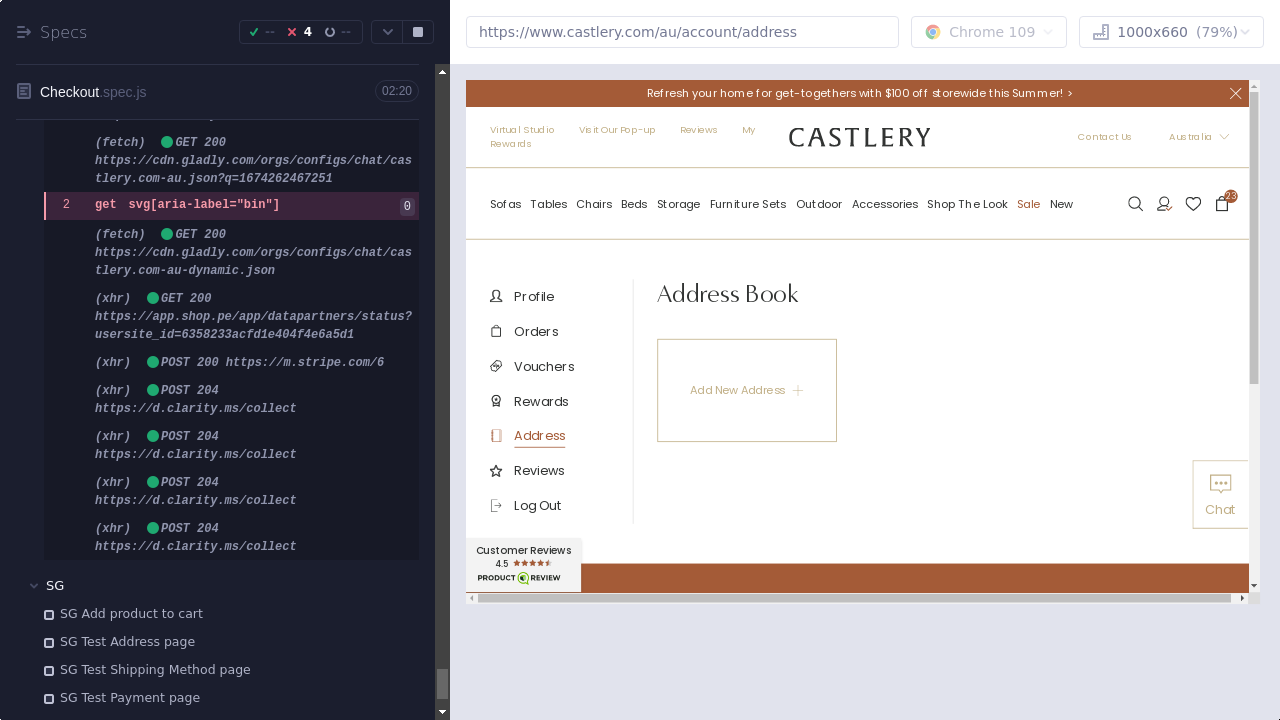 Specs
--
4
--
https://www.castlery.com/au/account/address
Chrome 109
1000x660 (79%)
Checkout.spec.js
02:20
(fetch) GET 200
https://cdn.gladly.com/orgs/configs/chat/cas
tlery.com-au.json?q=1674262467251
2 get svg[aria-label="bin"] 0
(fetch) GET 200
https://cdn.gladly.com/orgs/configs/chat/cas
tlery.com-au-dynamic.json
(xhr) GET 200
https://app.shop.pe/app/datapartners/status?
usersite_id=6358233acfd1e404f4e6a5d1
(xhr) POST 200 https://m.stripe.com/6
(xhr) POST 204
https://d.clarity.ms/collect
(xhr) POST 204
https://d.clarity.ms/collect
(xhr) POST 204
https://d.clarity.ms/collect
(xhr) POST 204
https://d.clarity.ms/collect
SG
SG Add product to cart
SG Test Address page
SG Test Shipping Method page
SG Test Payment page
Refresh your home for get-togethers with $100 off storewide this Summer! >
Virtual Studio Visit Our Pop-up Reviews My
Rewards
CASTLERY
Contact Us
Australia
Sofas Tables Chairs Beds Storage Furniture Sets Outdoor Accessories Shop The Look Sale New
23
Profile
Orders
Vouchers
Rewards
Address
Reviews
Log Out
Address Book
Add New Address
Chat
Customer Reviews
4.5
PRODUCT REVIEW